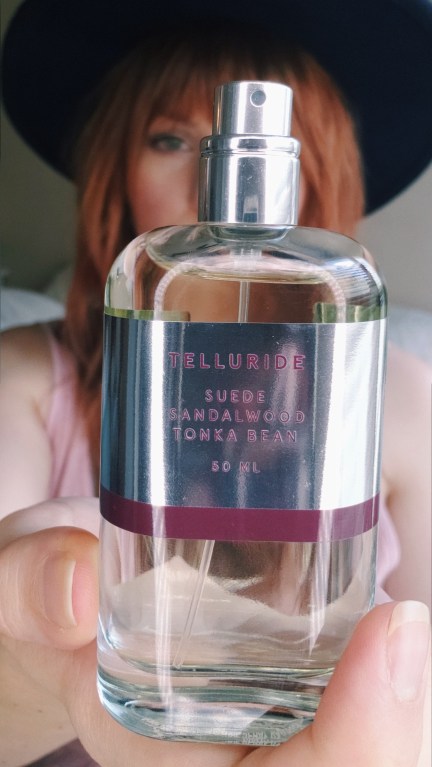 TELLURIDE
SUEDE
SANDALWOOD
TONKA BEAN
50 ML